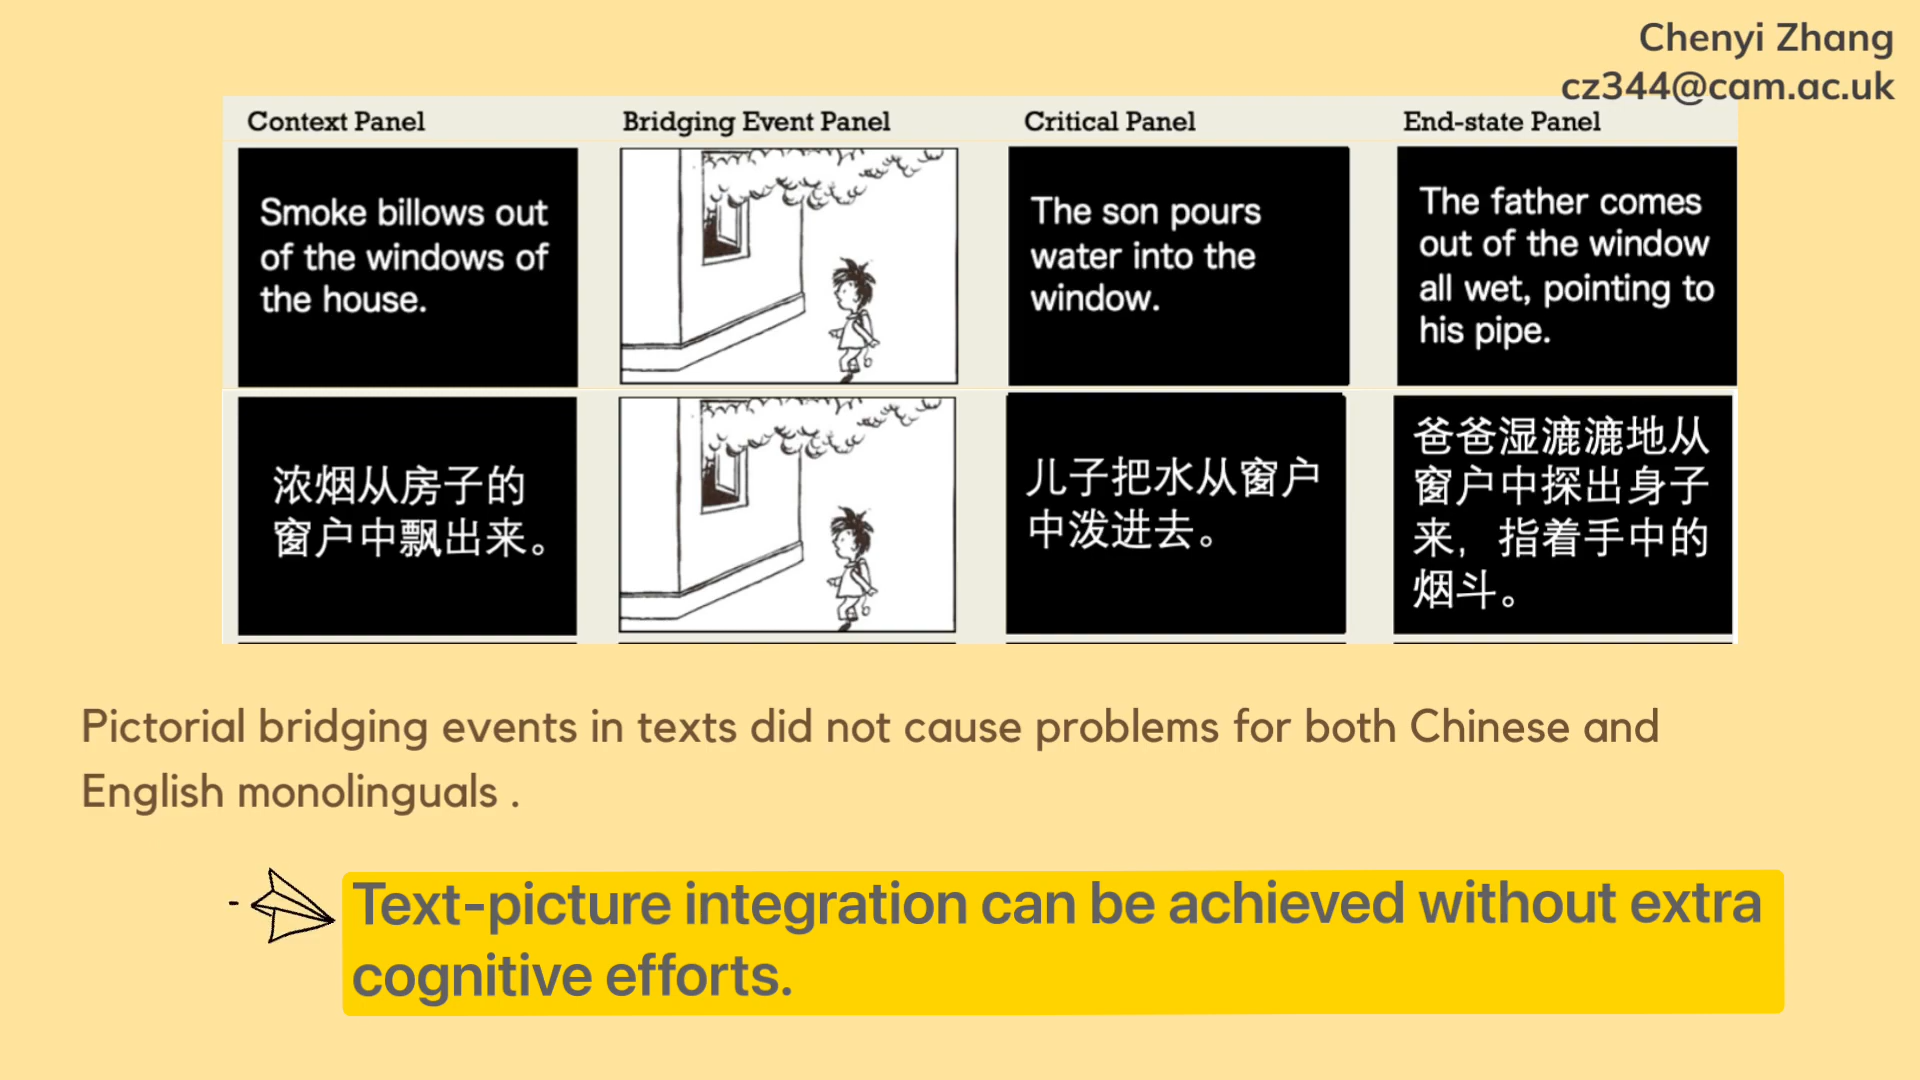 Chenyi Zhang
cz344@cam.ac.uk
Context Panel
Bridging Event Panel
Critical Panel
End-state Panel
Smoke billows out
of the windows of
the house.
The son pours
water into the
window.
The father comes
out of the window
all wet, pointing to
his pipe.
浓烟从房子的
窗户中飘出来。
儿子把水从窗户
中泼进去。
爸爸湿漉漉地从
窗户中探出身子
来，指着手中的
烟斗。
Pictorial bridging events in texts did not cause problems for both Chinese and
English monolinguals .
Text-picture integration can be achieved without extra
cognitive efforts.